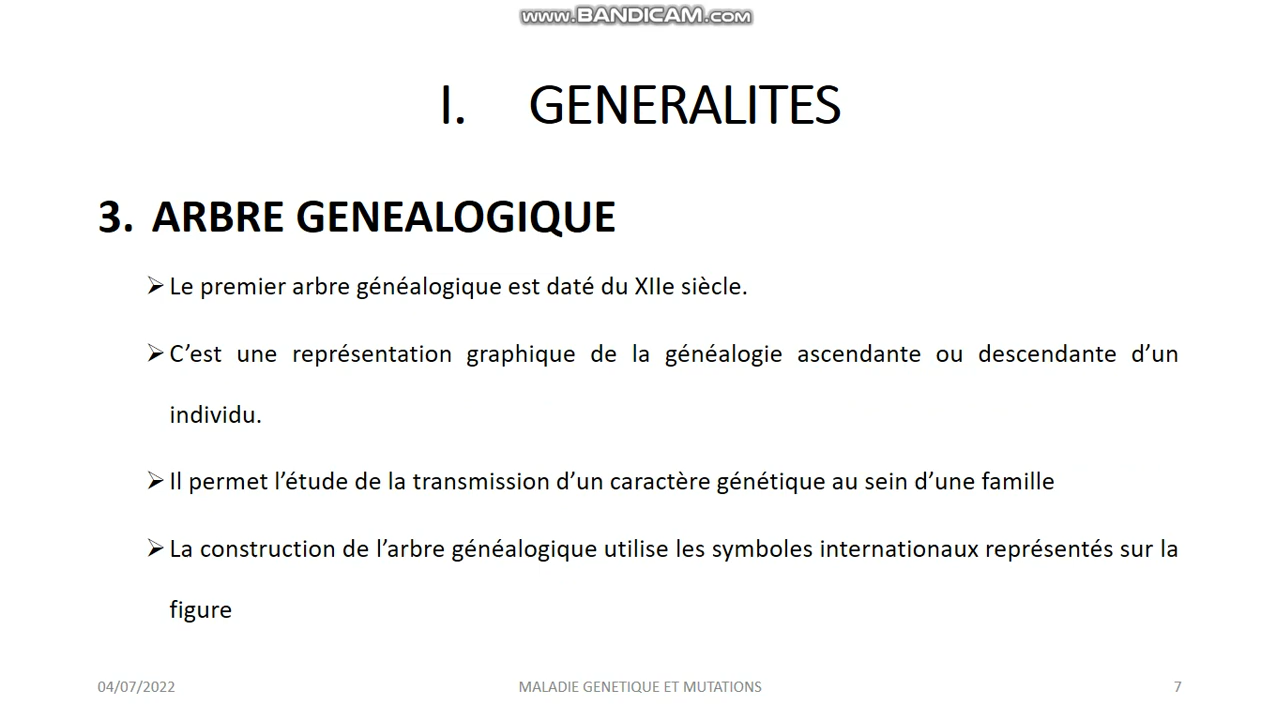 www.BANDICAM.com
I. GENERALITES
3. ARBRE GENEALOGIQUE
➢ Le premier arbre généalogique est daté du XIIe siècle.
➢ C’est une représentation graphique de la généalogie ascendante ou descendante d’un
individu.
➢ Il permet l’étude de la transmission d’un caractère génétique au sein d’une famille
➢ La construction de l’arbre généalogique utilise les symboles internationaux représentés sur la
figure
04/07/2022 MALADIE GENETIQUE ET MUTATIONS 7